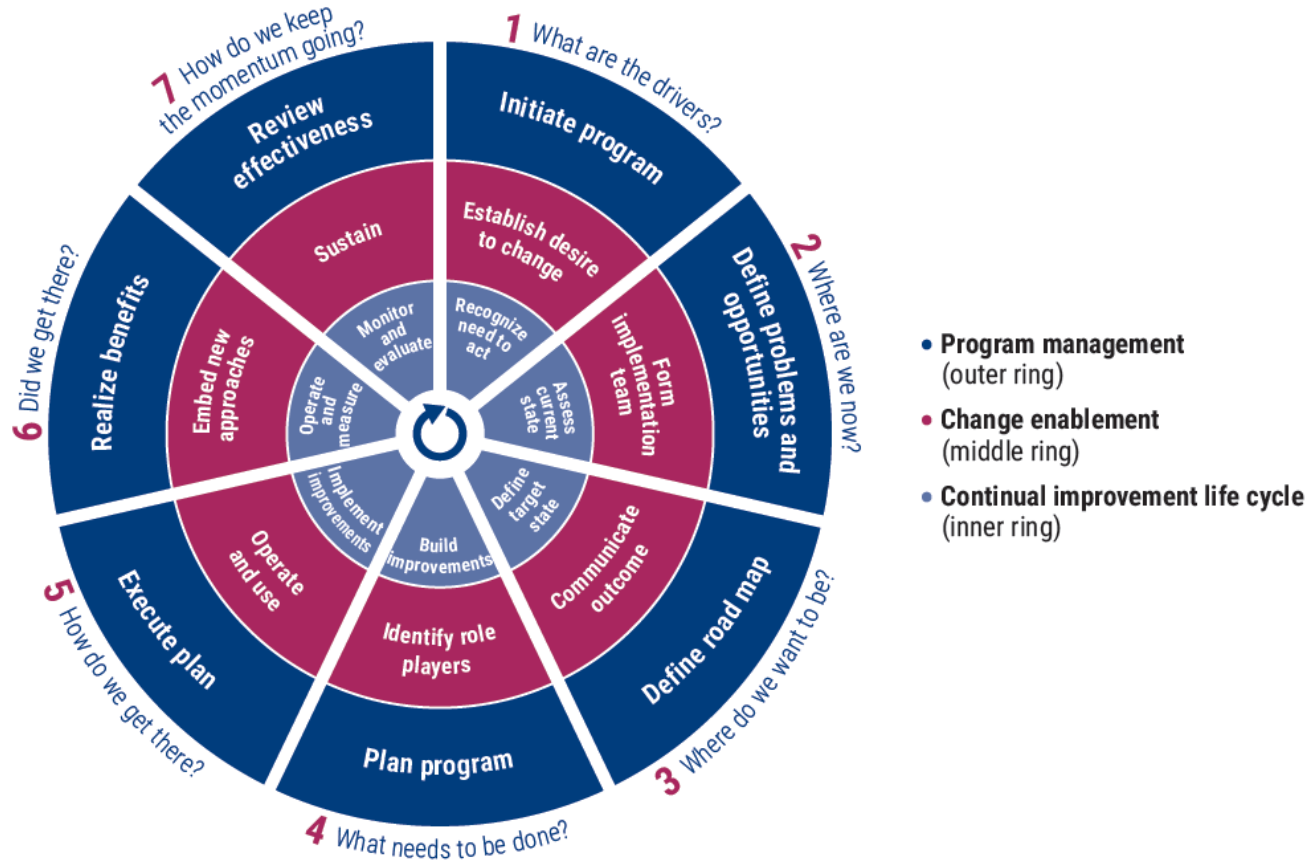 1 What are the drivers?
Initiate program
Establish desire
to change
Recognize
need to
act
2 Where are we now?
Define problems and
opportunities
Form
implementation
team
Assess
current
state
3 Where do we want to be?
Define road map
Communicate
outcome
Define
target
state
4 What needs to be done?
Plan program
Identify role
players
Build
improvements
5 How do we get there?
Execute plan
Operate
and use
Implement
improvements
6 Did we get there?
Realize benefits
Embed new
approaches
Operate
and
measure
7 How do we keep
the momentum going?
Review
effectiveness
Sustain
Monitor
and
evaluate
• Program management
(outer ring)
• Change enablement
(middle ring)
• Continual improvement life cycle
(inner ring)